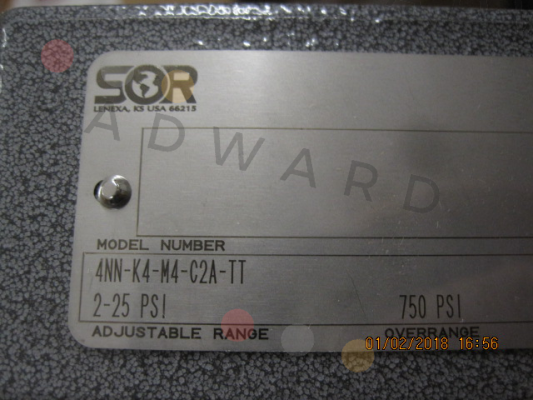 SOR
LENEXA, KS USA 66215
ADWARD
MODEL NUMBER
4NN-K4-M4-C2A-TT
2-25 PSI 750 PSI
ADJUSTABLE RANGE OVERRANGE
01/02/2018 16:56